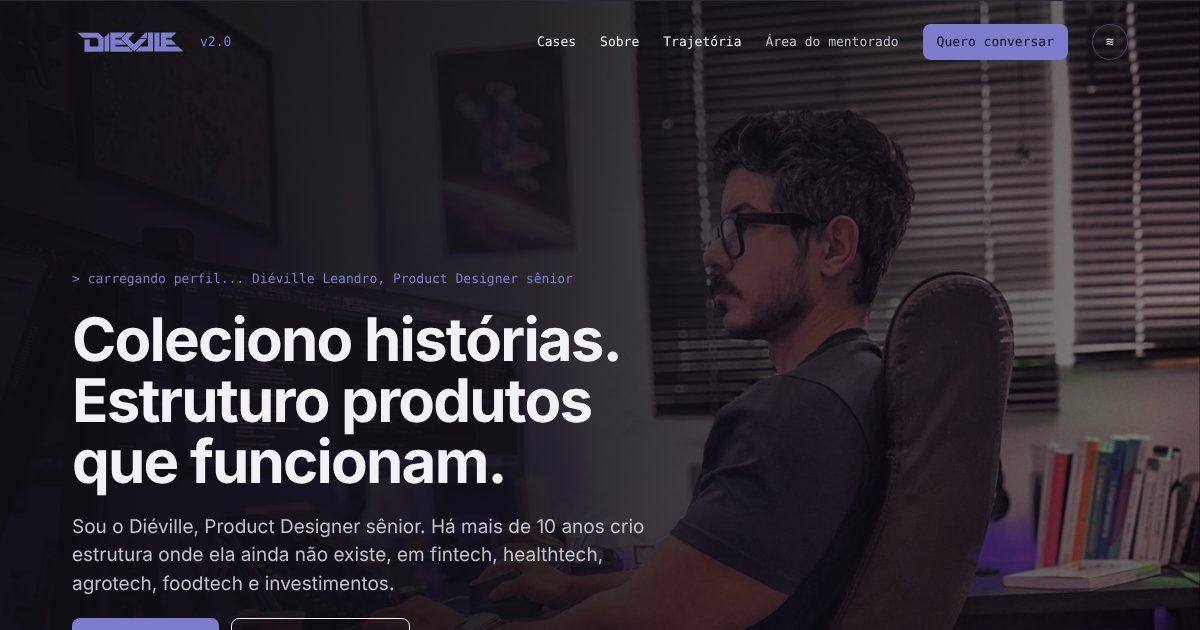 DIÉVILLE v2.0 Cases Sobre Trajetória Área do mentorado Quero conversar
> carregando perfil... Diéville Leandro, Product Designer sênior
Coleciono histórias.
Estruturo produtos
que funcionam.
Sou o Diéville, Product Designer sênior. Há mais de 10 anos crio
estrutura onde ela ainda não existe, em fintech, healthtech,
agrotech, foodtech e investimentos.